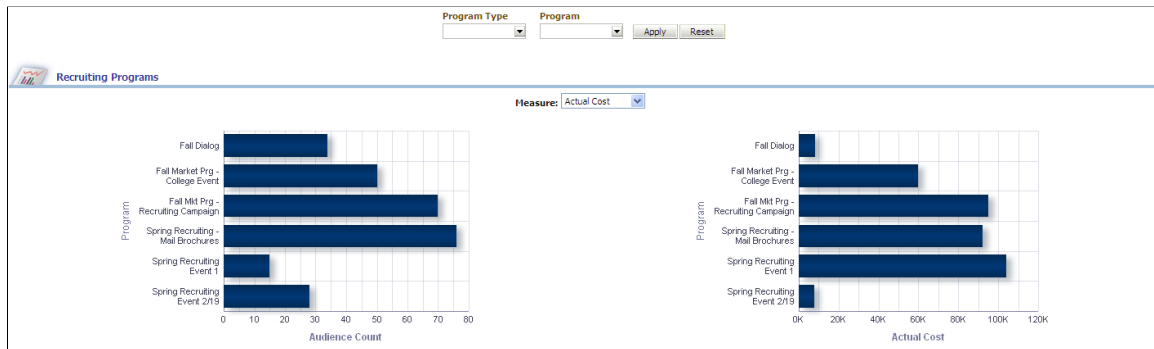 Program Type
Program
Apply
Reset
Recruiting Programs
Measure:
Actual Cost
Fall Dialog
Fall Market Prg -
College Event
Fall Mkt Prg -
Recruiting Campaign
Spring Recruiting -
Mail Brochures
Spring Recruiting
Event 1
Spring Recruiting
Event 2/19
Program
0 10 20 30 40 50 60 70 80
Audience Count
Fall Dialog
Fall Market Prg -
College Event
Fall Mkt Prg -
Recruiting Campaign
Spring Recruiting -
Mail Brochures
Spring Recruiting
Event 1
Spring Recruiting
Event 2/19
Program
0K 20K 40K 60K 80K 100K 120K
Actual Cost